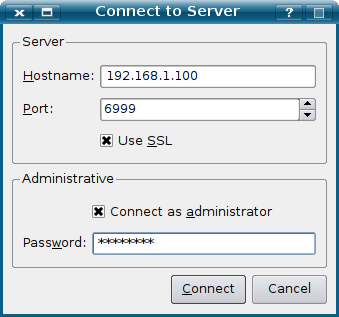 Connect to Server
Server
Hostname: 192.168.1.100
Port: 6999
Use SSL
Administrative
Connect as administrator
Password: ********
Connect Cancel